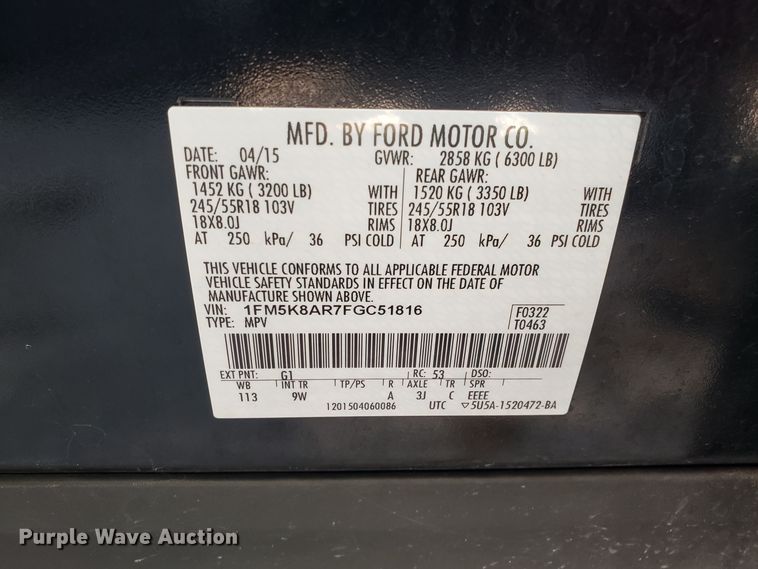 MFD. BY FORD MOTOR CO.
DATE: 04/15 GVWR: 2858 KG ( 6300 LB)
FRONT GAWR: REAR GAWR:
1452 KG ( 3200 LB) WITH 1520 KG ( 3350 LB) WITH
245/55R18 103V TIRES 245/55R18 103V TIRES
18X8.0J RIMS 18X8.0J RIMS
AT 250 kPa/ 36 PSI COLD AT 250 kPa/ 36 PSI COLD
THIS VEHICLE CONFORMS TO ALL APPLICABLE FEDERAL MOTOR
VEHICLE SAFETY STANDARDS IN EFFECT ON THE DATE OF
MANUFACTURE SHOWN ABOVE.
VIN: 1FM5K8AR7FGC51816 F0322
TYPE: MPV T0463
EXT PNT: G1 RC: 53 DSO:
WB INT TR TP/PS R AXLE TR SPR
113 9W A 3J C EEEE
1201504060086 UTC ▽5U5A-1520472-BA
Purple Wave Auction